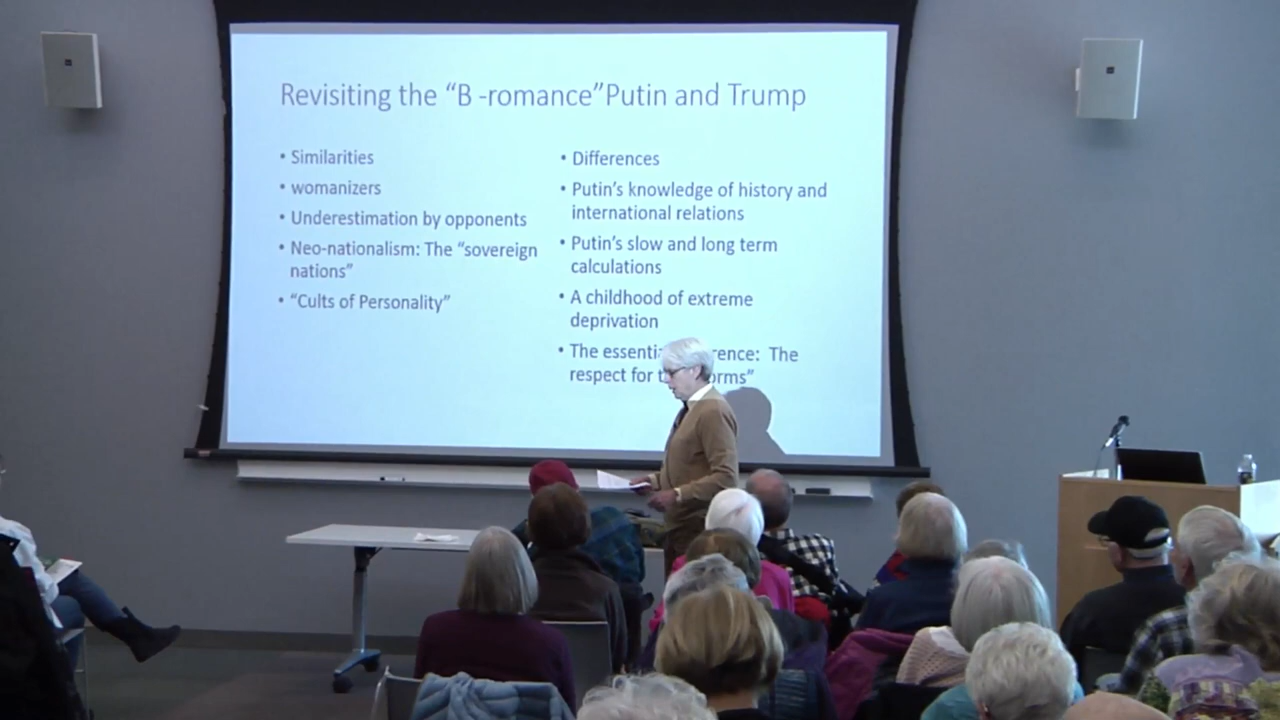 Revisiting the “B -romance”Putin and Trump
• Similarities
• womanizers
• Underestimation by opponents
• Neo-nationalism: The “sovereign
nations”
• “Cults of Personality”
• Differences
• Putin’s knowledge of history and
international relations
• Putin’s slow and long term
calculations
• A childhood of extreme
deprivation
• The essenti rence: The
respect for t orms”